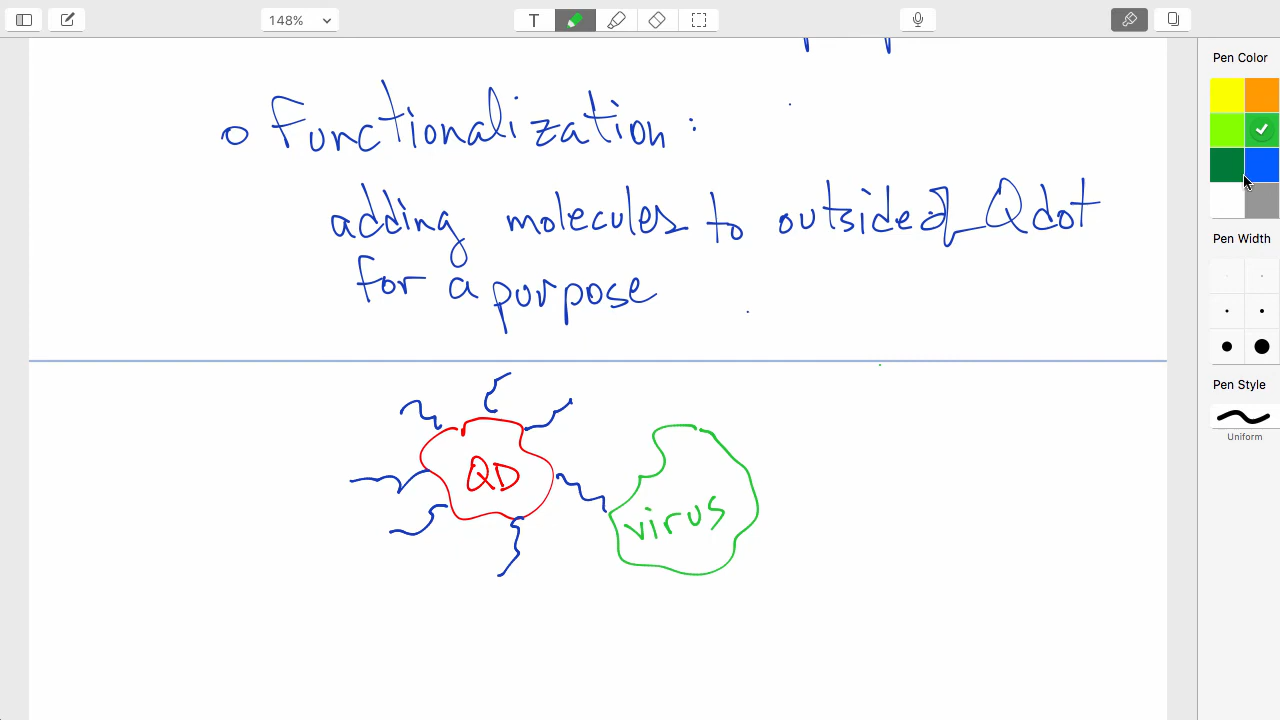 148%
T
Pen Color
o functionalization:
adding molecules to outside of Qdot
for a purpose
Pen Width
Pen Style
Uniform
QD
virus